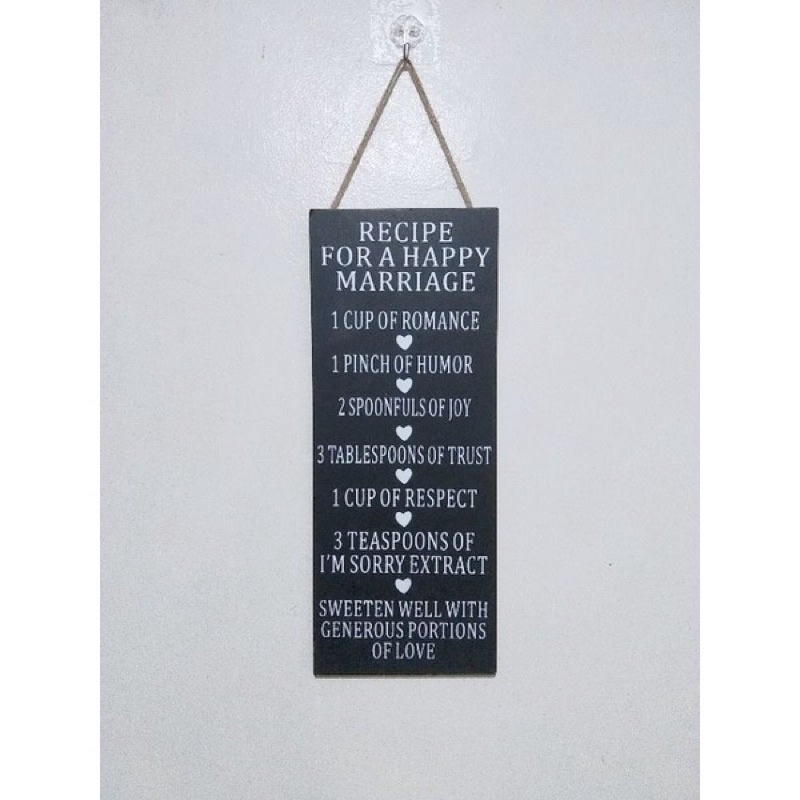 RECIPE
FOR A HAPPY
MARRIAGE
1 CUP OF ROMANCE
1 PINCH OF HUMOR
2 SPOONFULS OF JOY
3 TABLESPOONS OF TRUST
1 CUP OF RESPECT
3 TEASPOONS OF
I'M SORRY EXTRACT
SWEETEN WELL WITH
GENEROUS PORTIONS
OF LOVE